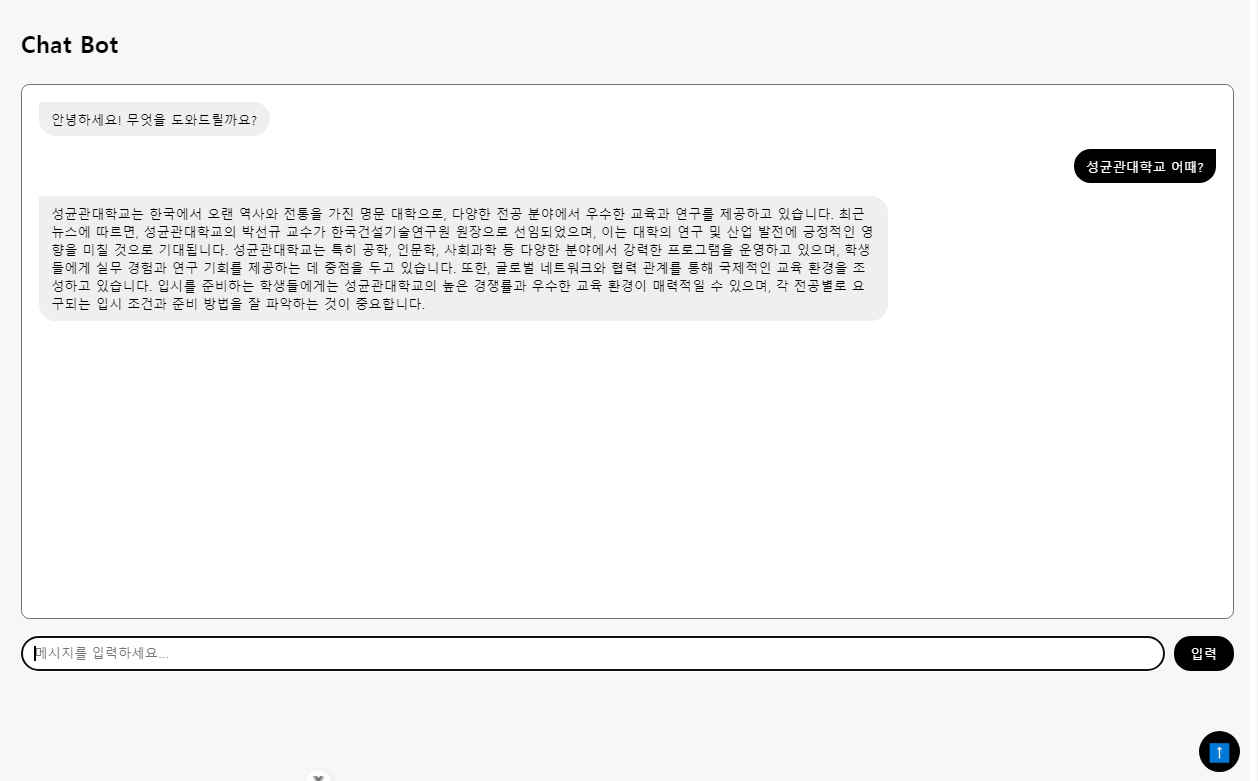 Chat Bot
안녕하세요! 무엇을 도와드릴까요?
성균관대학교 어때?
성균관대학교는 한국에서 오랜 역사와 전통을 가진 명문 대학으로, 다양한 전공 분야에서 우수한 교육과 연구를 제공하고 있습니다. 최근
뉴스에 따르면, 성균관대학교의 박선규 교수가 한국건설기술연구원 원장으로 선임되었으며, 이는 대학의 연구 및 산업 발전에 긍정적인 영
향을 미칠 것으로 기대됩니다. 성균관대학교는 특히 공학, 인문학, 사회과학 등 다양한 분야에서 강력한 프로그램을 운영하고 있으며, 학생
들에게 실무 경험과 연구 기회를 제공하는 데 중점을 두고 있습니다. 또한, 글로벌 네트워크와 협력 관계를 통해 국제적인 교육 환경을 조
성하고 있습니다. 입시를 준비하는 학생들에게는 성균관대학교의 높은 경쟁률과 우수한 교육 환경이 매력적일 수 있으며, 각 전공별로 요
구되는 입시 조건과 준비 방법을 잘 파악하는 것이 중요합니다.
메시지를 입력하세요...
입력
↑